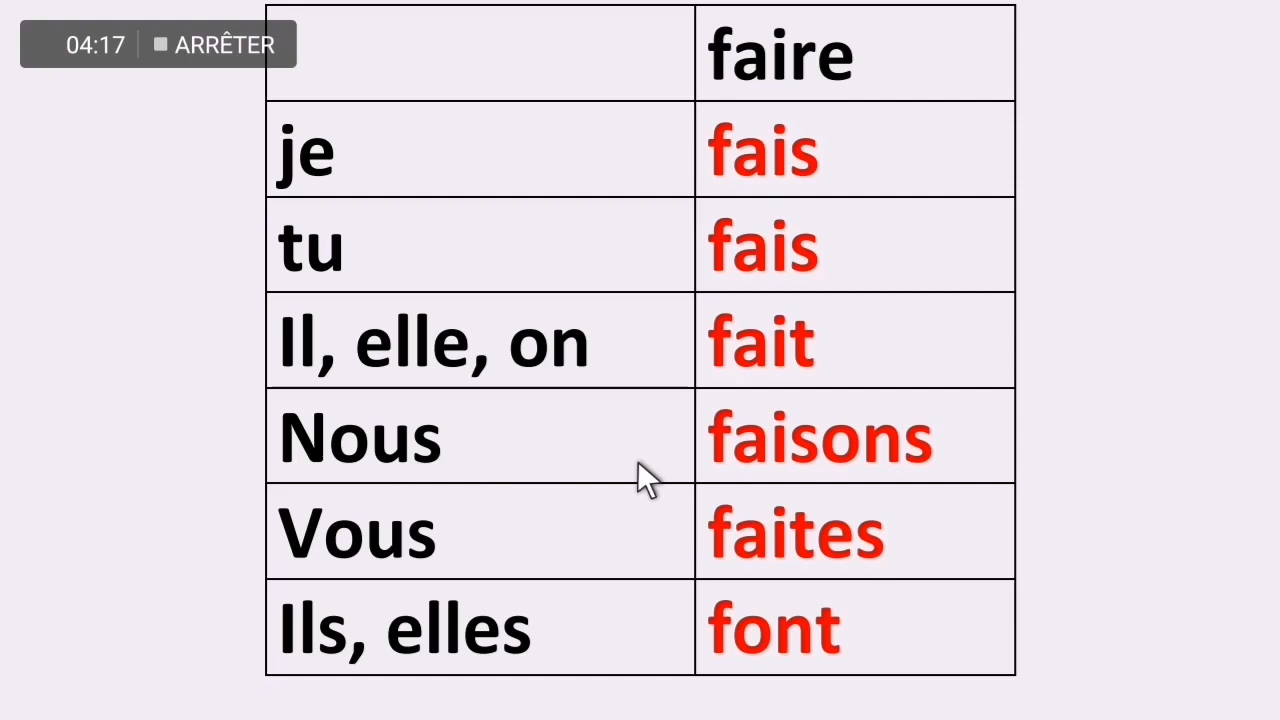 04:17 ARRÊTER
faire
je fais
tu fais
Il, elle, on fait
Nous faisons
Vous faites
Ils, elles font